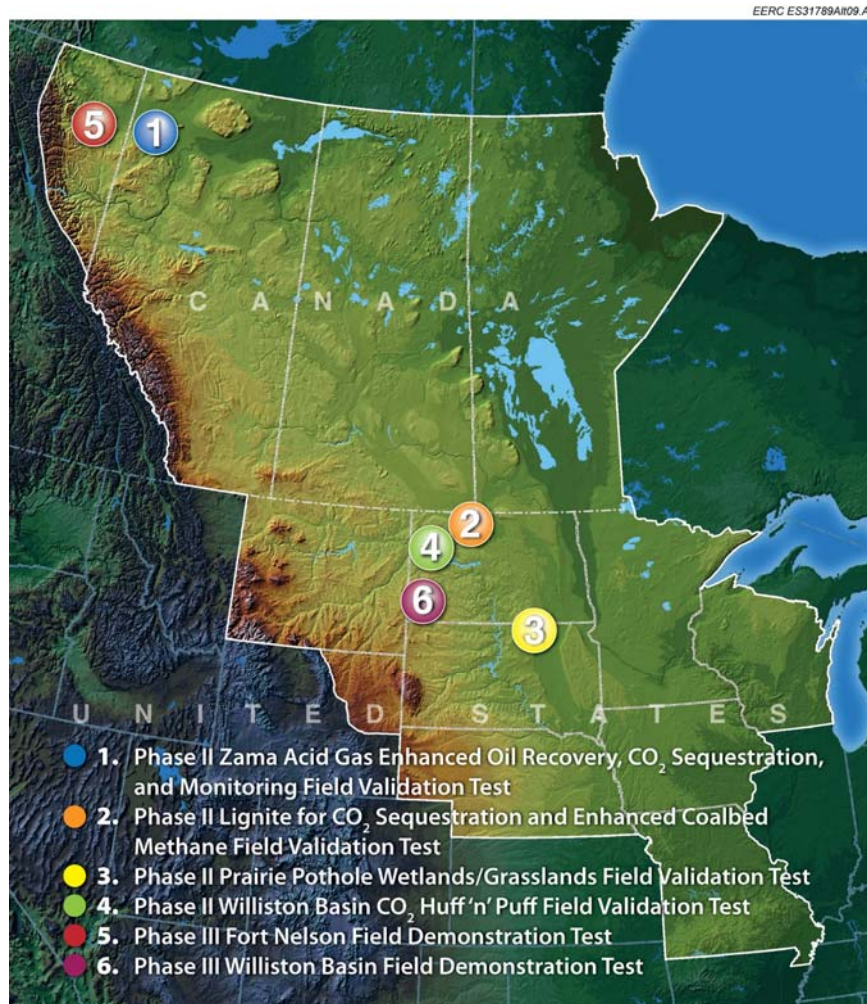 EERC ES31789Alt09.A
5
1
CANADA
2
4
6
3
UNITED STATES
1. Phase II Zama Acid Gas Enhanced Oil Recovery, CO₂ Sequestration,
and Monitoring Field Validation Test
2. Phase II Lignite for CO₂ Sequestration and Enhanced Coalbed
Methane Field Validation Test
3. Phase II Prairie Pothole Wetlands/Grasslands Field Validation Test
4. Phase II Williston Basin CO₂ Huff ‘n’ Puff Field Validation Test
5. Phase III Fort Nelson Field Demonstration Test
6. Phase III Williston Basin Field Demonstration Test